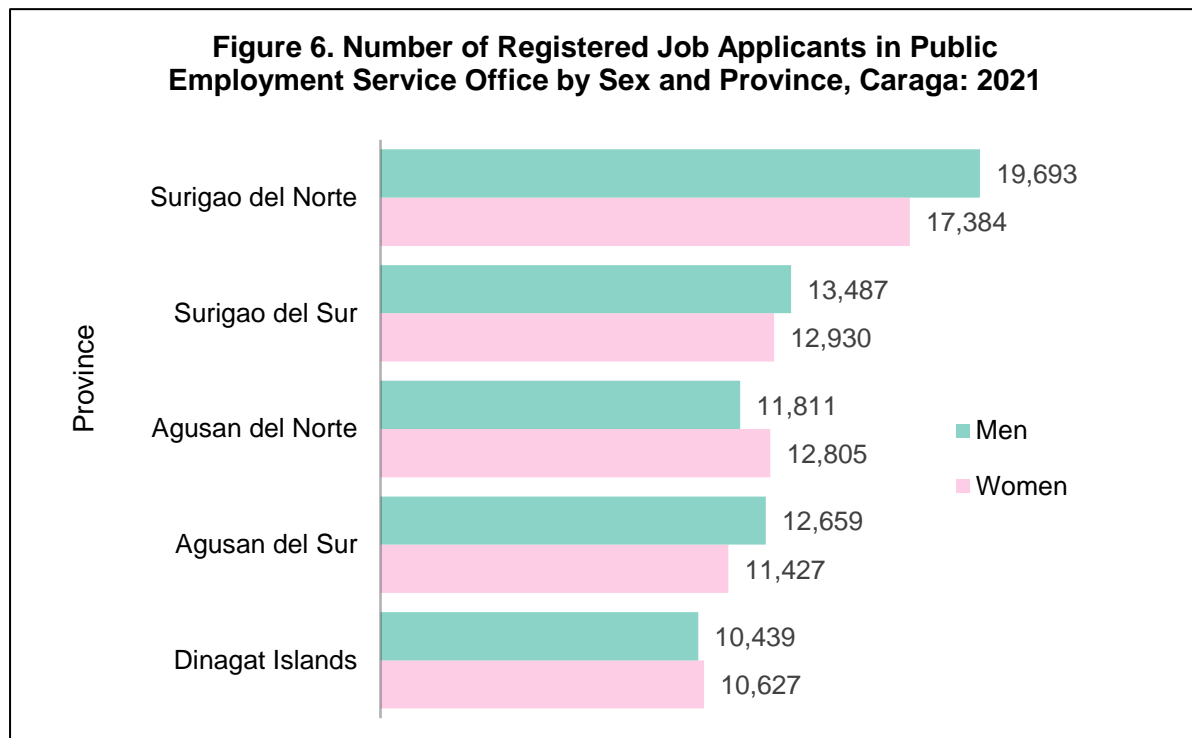 Figure 6. Number of Registered Job Applicants in Public
Employment Service Office by Sex and Province, Caraga: 2021
Province
Surigao del Norte
19,693
17,384
Surigao del Sur
13,487
12,930
Agusan del Norte
11,811
12,805
Agusan del Sur
12,659
11,427
Dinagat Islands
10,439
10,627
Men
Women